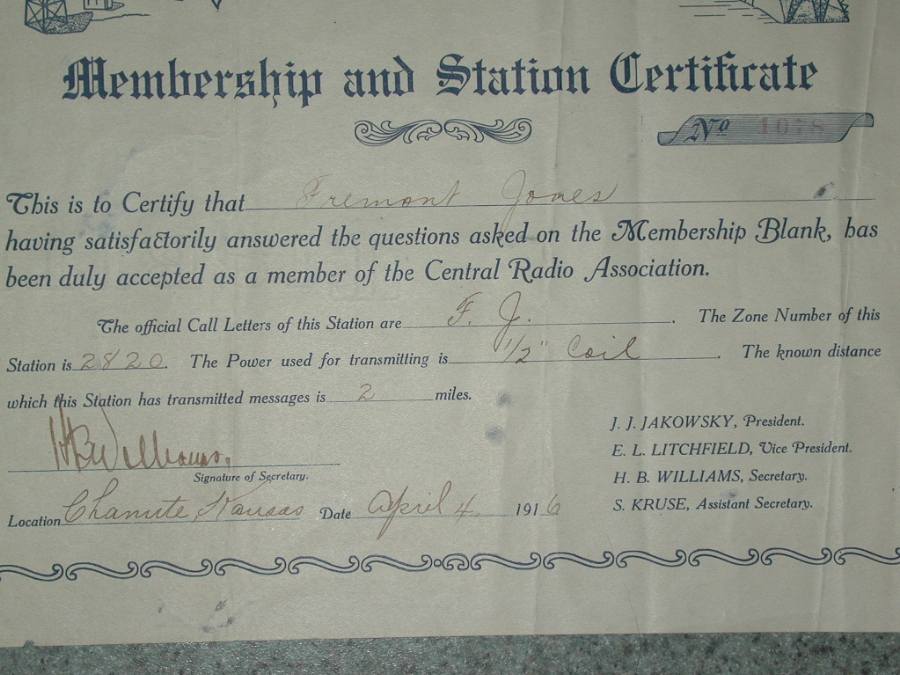 Membership and Station Certificate
No 1078
This is to Certify that Fremont Jones
having satisfactorily answered the questions asked on the Membership Blank, has
been duly accepted as a member of the Central Radio Association.
The official Call Letters of this Station are F. J. . The Zone Number of this
Station is 2820. The Power used for transmitting is 1/2" Coil . The known distance
which this Station has transmitted messages is 2 miles.
J. J. JAKOWSKY, President.
E. L. LITCHFIELD, Vice President.
H. B. WILLIAMS, Secretary.
S. KRUSE, Assistant Secretary.
HB Williams.
Signature of Secretary.
Location Chanute, Kansas Date April 4 1916